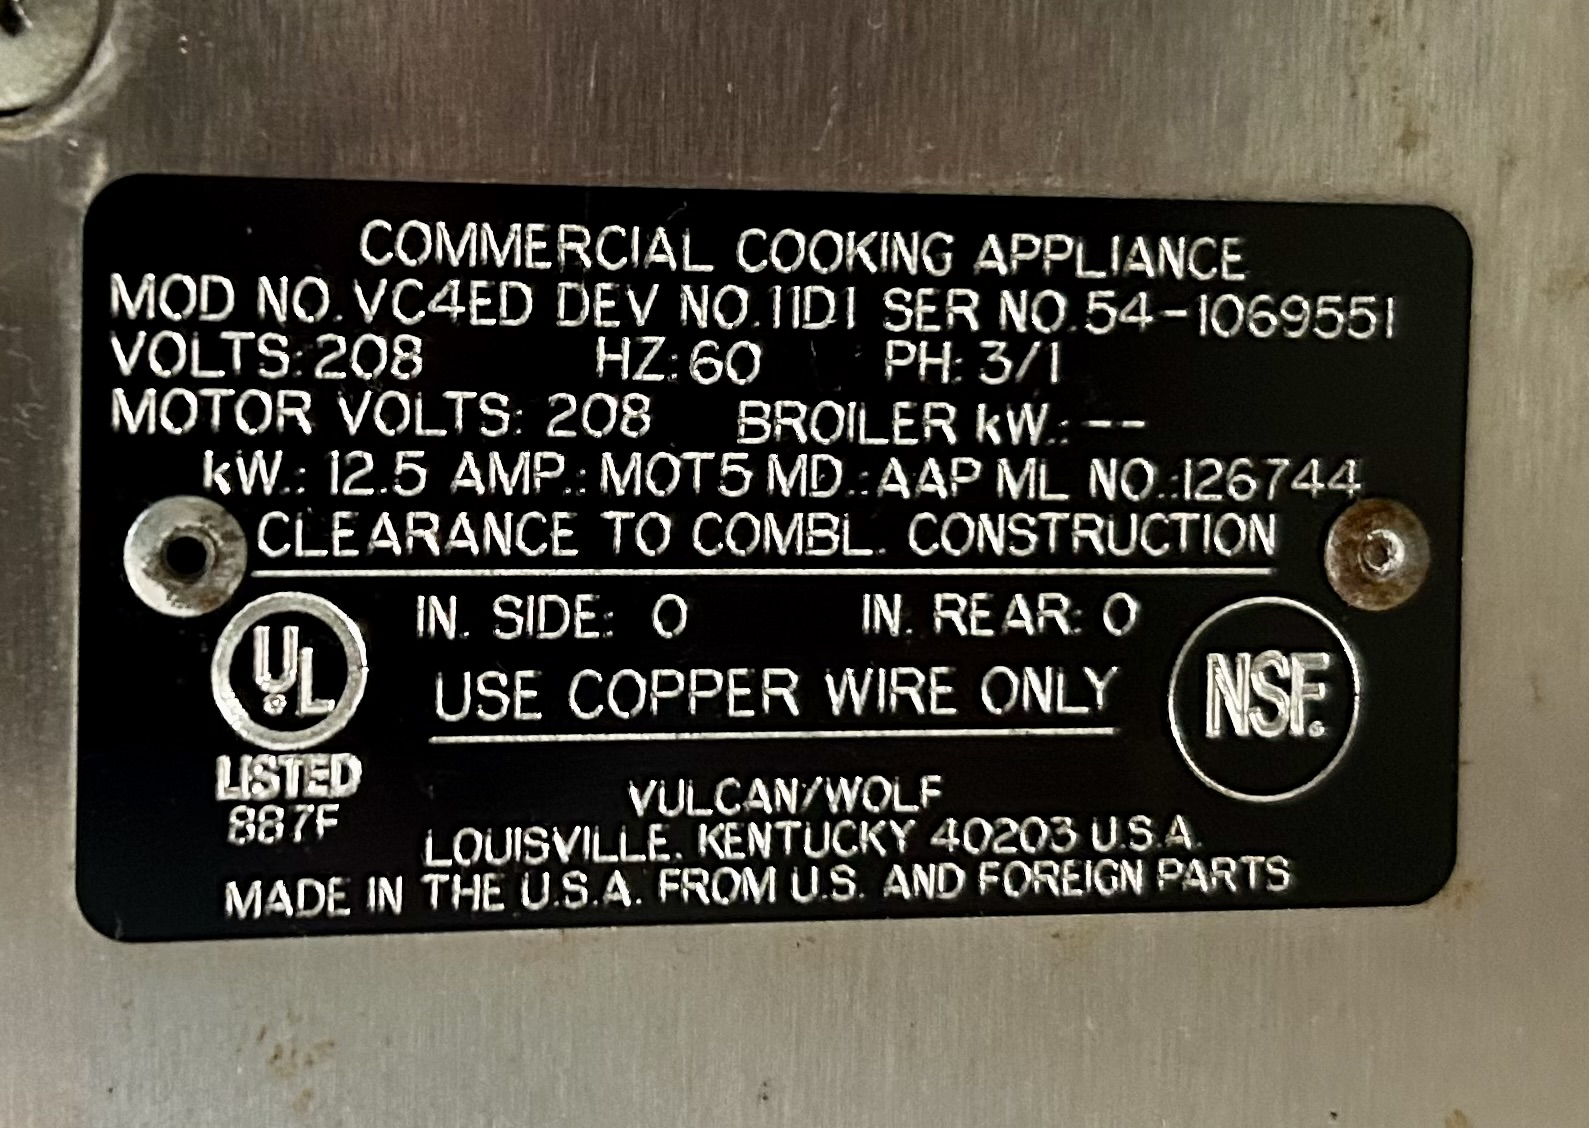 COMMERCIAL COOKING APPLIANCE
MOD NO. VC4ED DEV NO. 11D1 SER NO. 54-1069551
VOLTS: 208 HZ: 60 PH: 3/1
MOTOR VOLTS: 208 BROILER kW.: --
kW.: 12.5 AMP.: MOT5 MD.: AAP ML NO.: 126744
CLEARANCE TO COMBL. CONSTRUCTION
IN. SIDE: 0 IN. REAR: 0
UL
NSF.
USE COPPER WIRE ONLY
LISTED
887F
VULCAN/WOLF
LOUISVILLE, KENTUCKY 40203 U.S.A.
MADE IN THE U.S.A. FROM U.S. AND FOREIGN PARTS